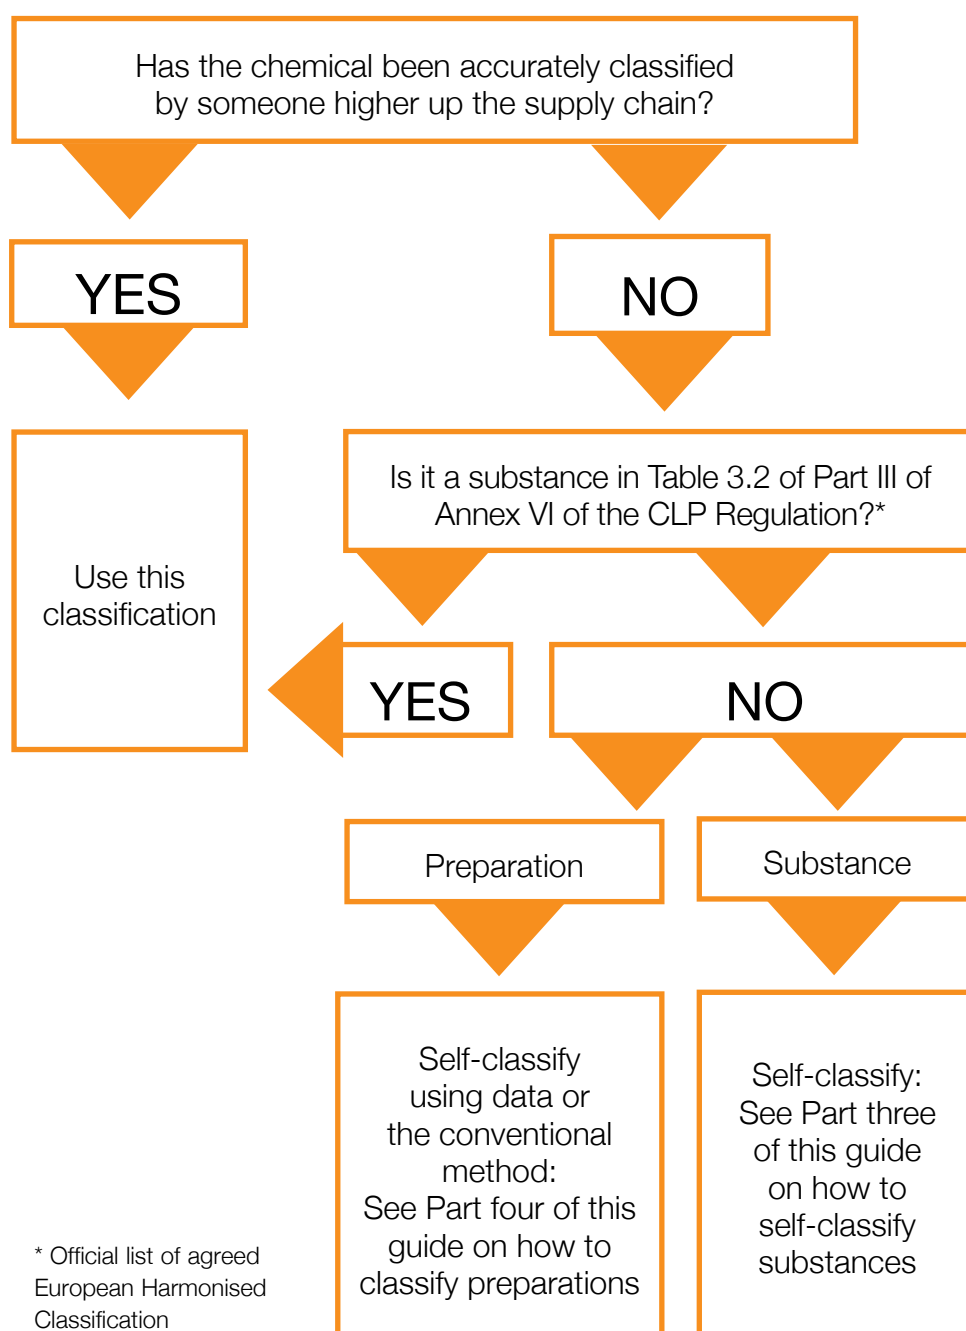 Has the chemical been accurately classified
by someone higher up the supply chain?
YES
NO
Is it a substance in Table 3.2 of Part III of
Annex VI of the CLP Regulation?*
Use this
classification
YES
NO
Preparation
Substance
Self-classify
using data or
the conventional
method:
See Part four of this
guide on how to
classify preparations
Self-classify:
See Part three
of this guide
on how to
self-classify
substances
* Official list of agreed
European Harmonised
Classification